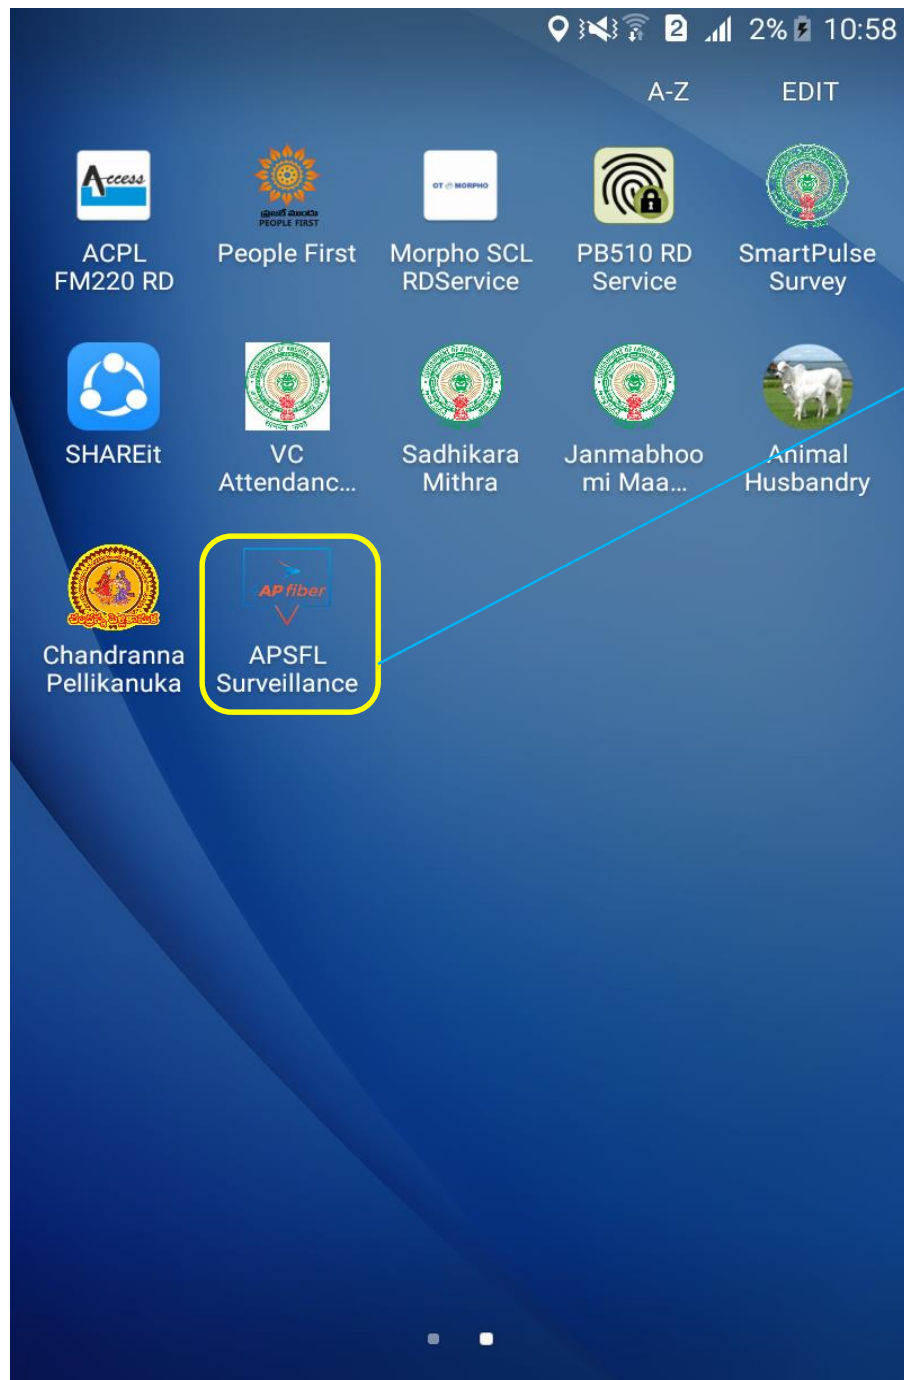 2 2% 10:58
A-Z EDIT
Access
OT MORPHO
ప్రజలే ముందు
PEOPLE FIRST
ACPL
FM220 RD
People First
Morpho SCL
RDService
PB510 RD
Service
SmartPulse
Survey
SHAREit
VC
Attendanc...
Sadhikara
Mithra
Janmabhoo
mi Maa...
Animal
Husbandry
AP fiber
Chandranna
Pellikanuka
APSFL
Surveillance